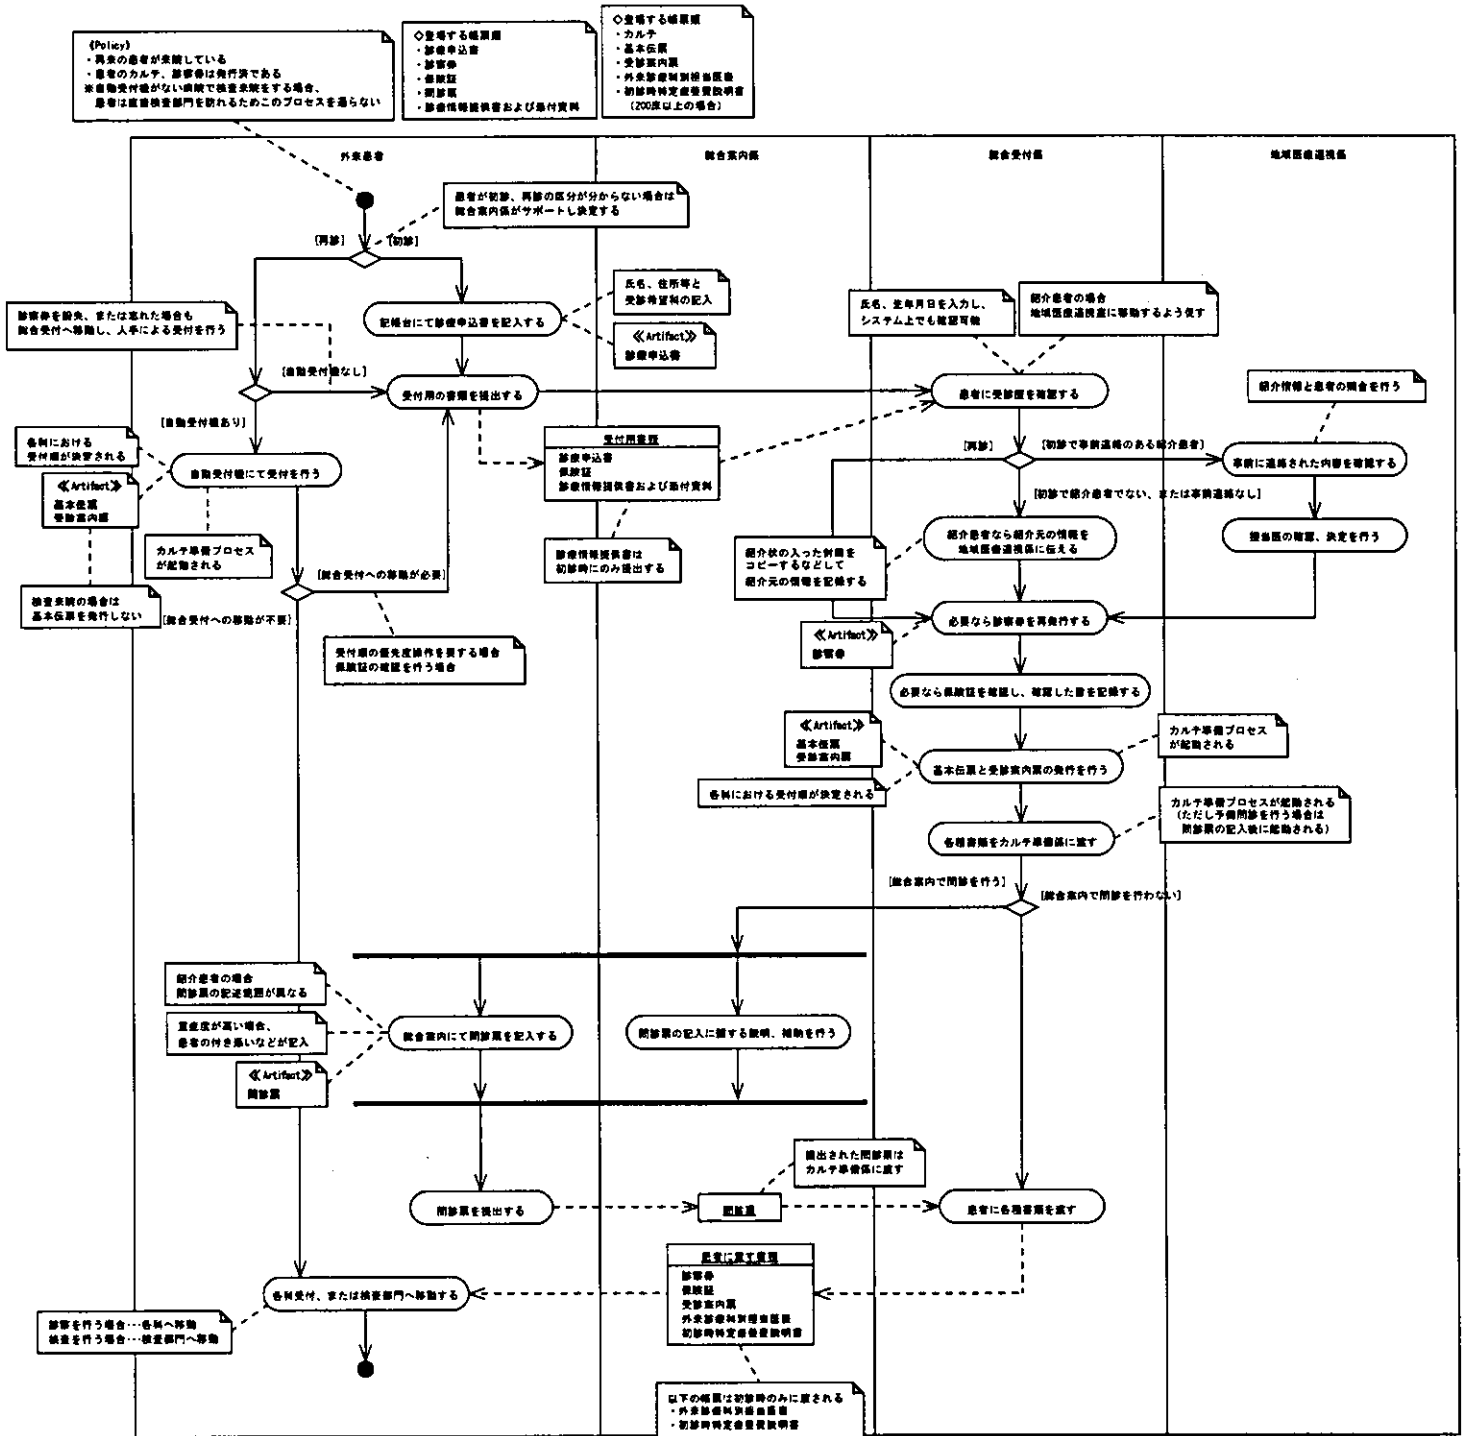 《Policy》
・再来の患者が来院している
・患者のカルテ、診察券は発行済である
※自動受付機がない病院で検査来院をする場合、
患者は直接検査部門を訪れるためこのプロセスを通らない
◇登場する帳票類
・診療申込書
・診察券
・保険証
・問診票
・診療情報提供書および添付資料
◇登場する帳票類
・カルテ
・基本伝票
・受診案内票
・外来診療科別担当医表
・初診時特定療養費説明書
(200床以上の場合)
外来患者
総合案内係
総合受付係
地域医療連携係
患者が初診、再診の区分が分からない場合は
総合案内係がサポートし決定する
[再診]
[初診]
氏名、住所等と
受診希望科の記入
氏名、生年月日を入力し、
システム上でも確認可能
紹介患者の場合
地域医療連携室に移動するよう促す
診察券を紛失、または忘れた場合も
総合受付へ移動し、人手による受付を行う
記帳台にて診療申込書を記入する
≪Artifact≫
診療申込書
[自動受付機なし]
受付用の書類を提出する
患者に受診歴を確認する
紹介情報と患者の照合を行う
[自動受付機あり]
各科における
受付順が決定される
受付用書類
診療申込書
保険証
診療情報提供書および添付資料
[再診]
[初診で事前連絡のある紹介患者]
事前に連絡された内容を確認する
自動受付機にて受付を行う
≪Artifact≫
基本伝票
受診案内票
[初診で紹介患者でない、または事前連絡なし]
カルテ準備プロセス
が起動される
診療情報提供書は
初診時にのみ提出する
紹介状の入った封筒を
コピーするなどして
紹介元の情報を記録する
紹介患者なら紹介元の情報を
地域医療連携係に伝える
担当医の確認、決定を行う
[総合受付への移動が必要]
検査来院の場合は
基本伝票を発行しない
[総合受付への移動が不要]
必要なら診察券を再発行する
≪Artifact≫
診察券
受付順の優先度操作を要する場合
保険証の確認を行う場合
必要なら保険証を確認し、確認した旨を記録する
≪Artifact≫
基本伝票
受診案内票
カルテ準備プロセス
が起動される
基本伝票と受診案内票の発行を行う
各科における受付順が決定される
カルテ準備プロセスが起動される
(ただし予備問診を行う場合は
問診票の記入後に起動される)
各種書類をカルテ準備係に渡す
[総合案内で問診を行う]
[総合案内で問診を行わない]
紹介患者の場合
問診票の記述範囲が異なる
重症度が高い場合、
患者の付き添いなどが記入
総合案内にて問診票を記入する
問診票の記入に関する説明、補助を行う
≪Artifact≫
問診票
提出された問診票は
カルテ準備係に渡す
問診票を提出する
問診票
患者に各種書類を渡す
患者に渡す書類
診察券
保険証
受診案内票
外来診療科別担当医表
初診時特定療養費説明書
各科受付、または検査部門へ移動する
診察を行う場合…各科へ移動
検査を行う場合…検査部門へ移動
以下の帳票は初診時のみに渡される
・外来診療科別担当医表
・初診時特定療養費説明書